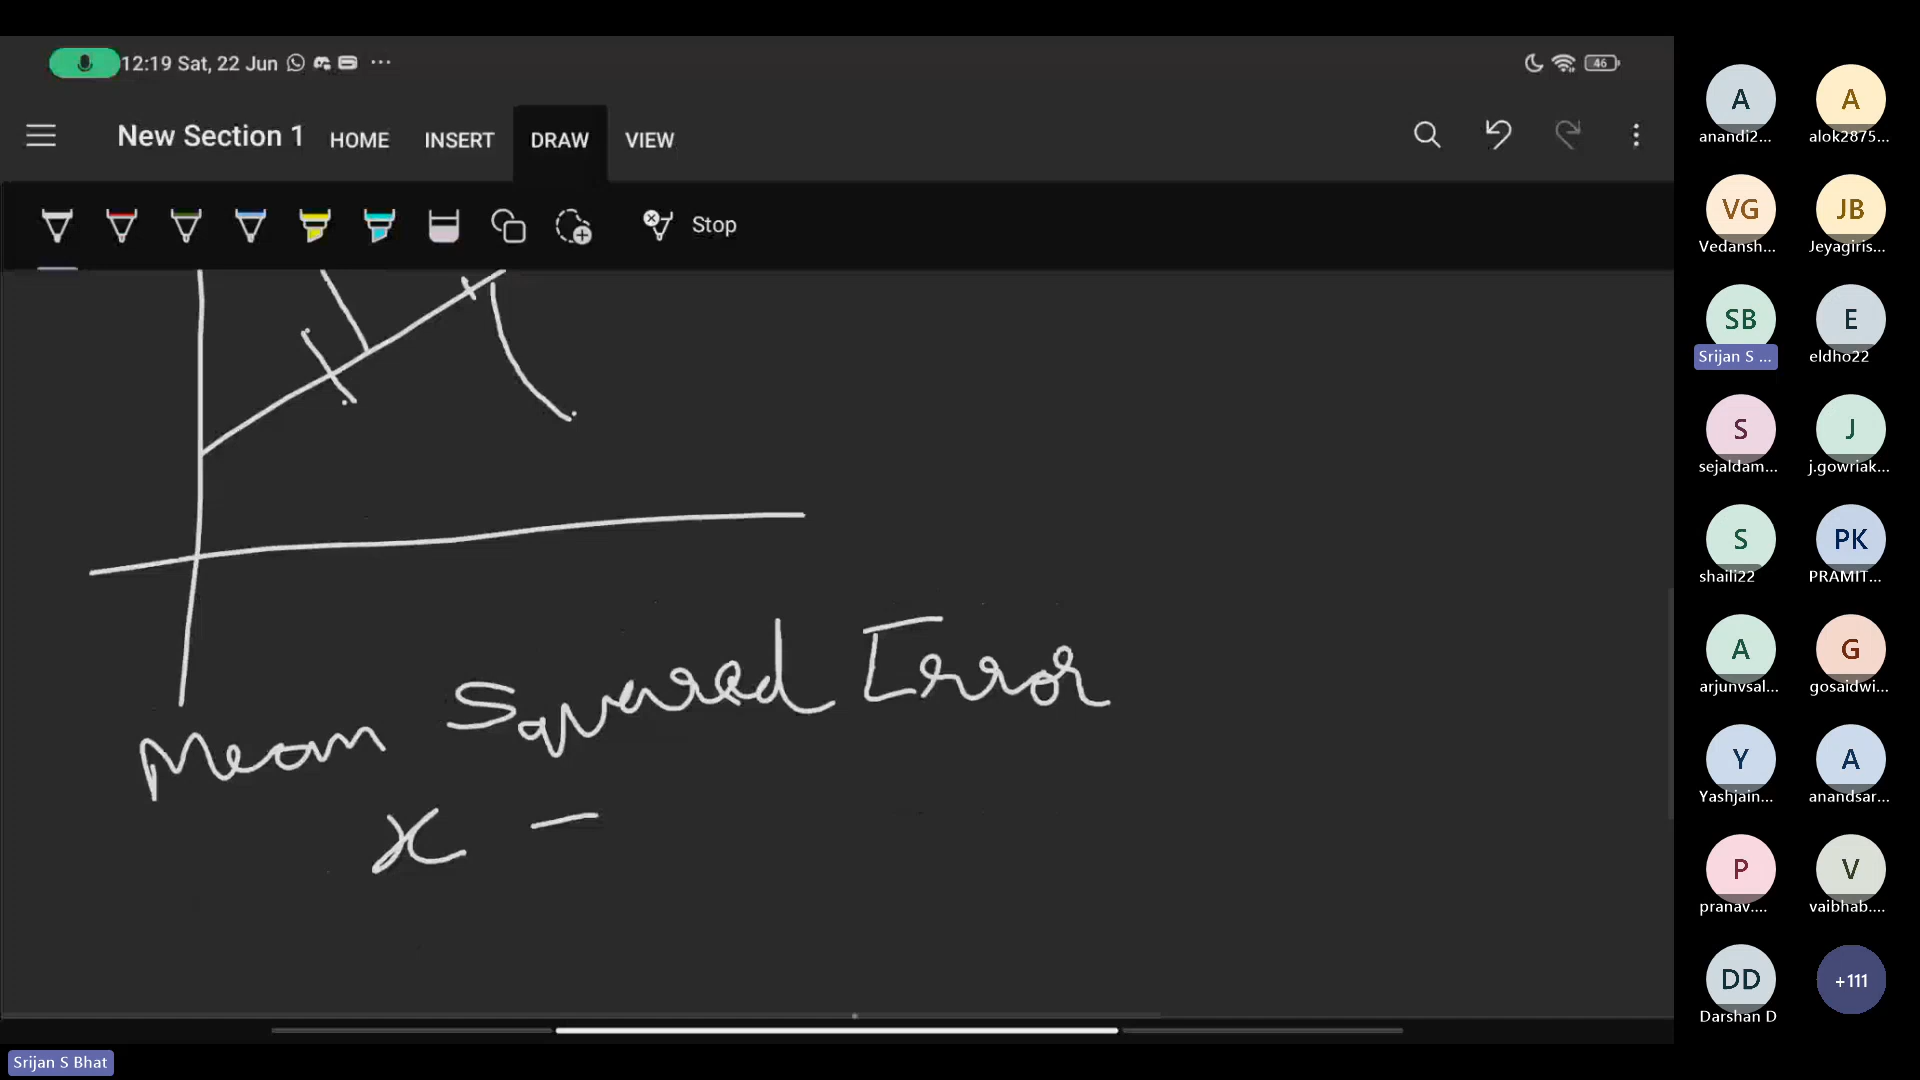 12:19 Sat, 22 Jun ...
46
New Section 1 HOME INSERT DRAW VIEW
Stop
Mean Squared Error
x –
A
anandi2...
A
alok2875...
VG
Vedansh...
JB
Jeyagiris...
SB
Srijan S ...
E
eldho22
S
sejaldam...
J
j.gowriak...
S
shaili22
PK
PRAMIT...
A
arjunvsal...
G
gosaidwi...
Y
Yashjain...
A
anandsar...
P
pranav....
V
vaibhab....
DD
Darshan D
+111
Srijan S Bhat